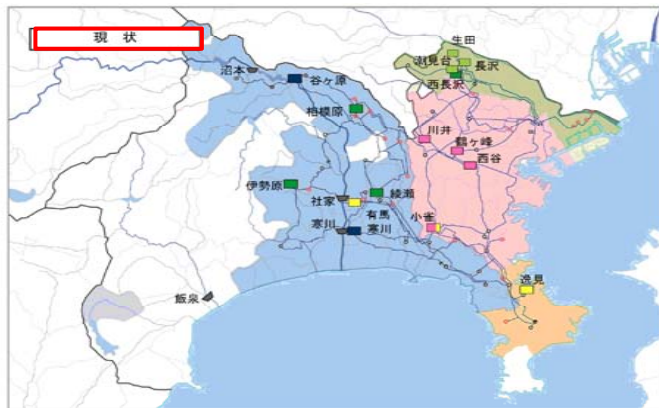 現 状
生田
潮見台
長沢
西長沢
沼本
谷ヶ原
相模原
川井
鶴ヶ峰
西谷
伊勢原
綾瀬
社家
有馬
小雀
寒川
寒川
逸見
飯泉